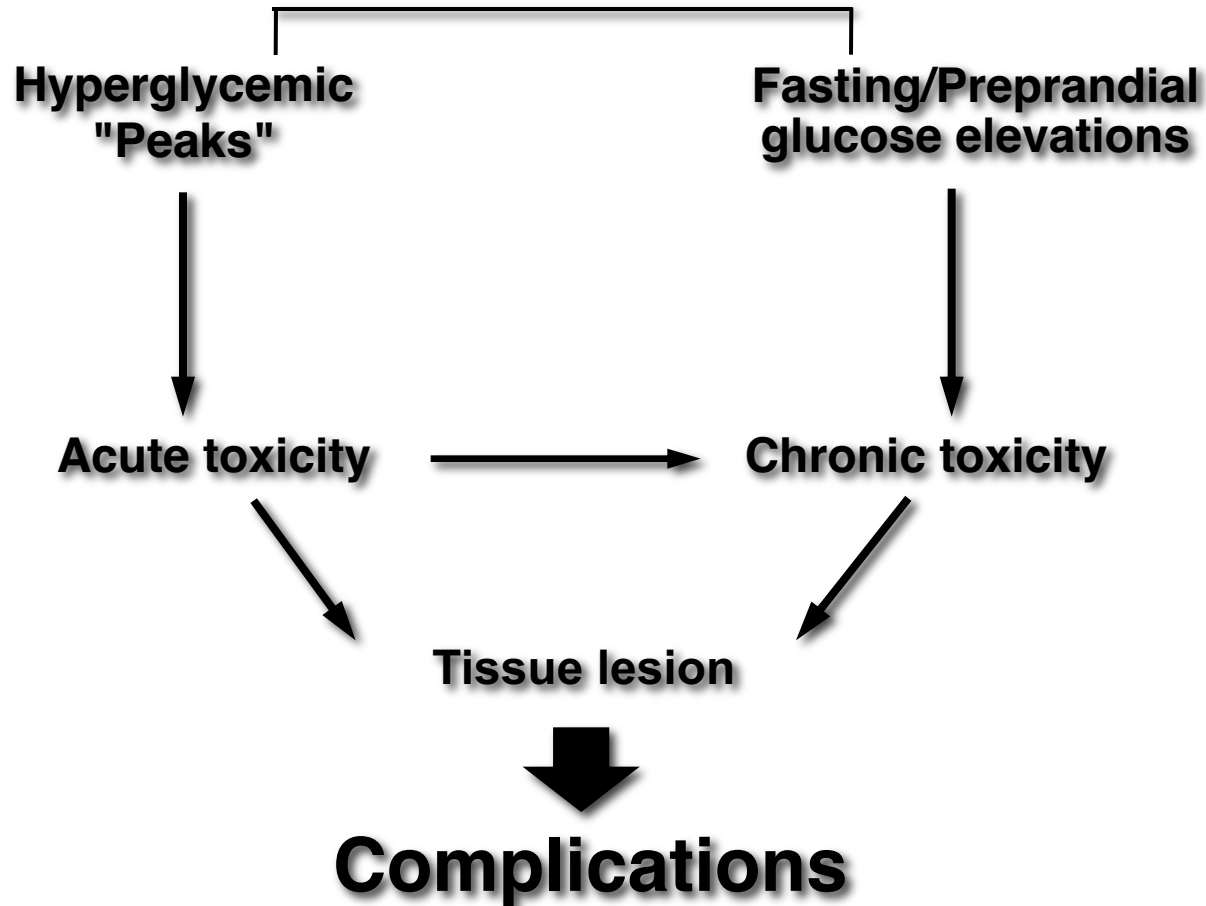 Hyperglycemic
"Peaks"
Fasting/Preprandial
glucose elevations
Acute toxicity
Chronic toxicity
Tissue lesion
Complications